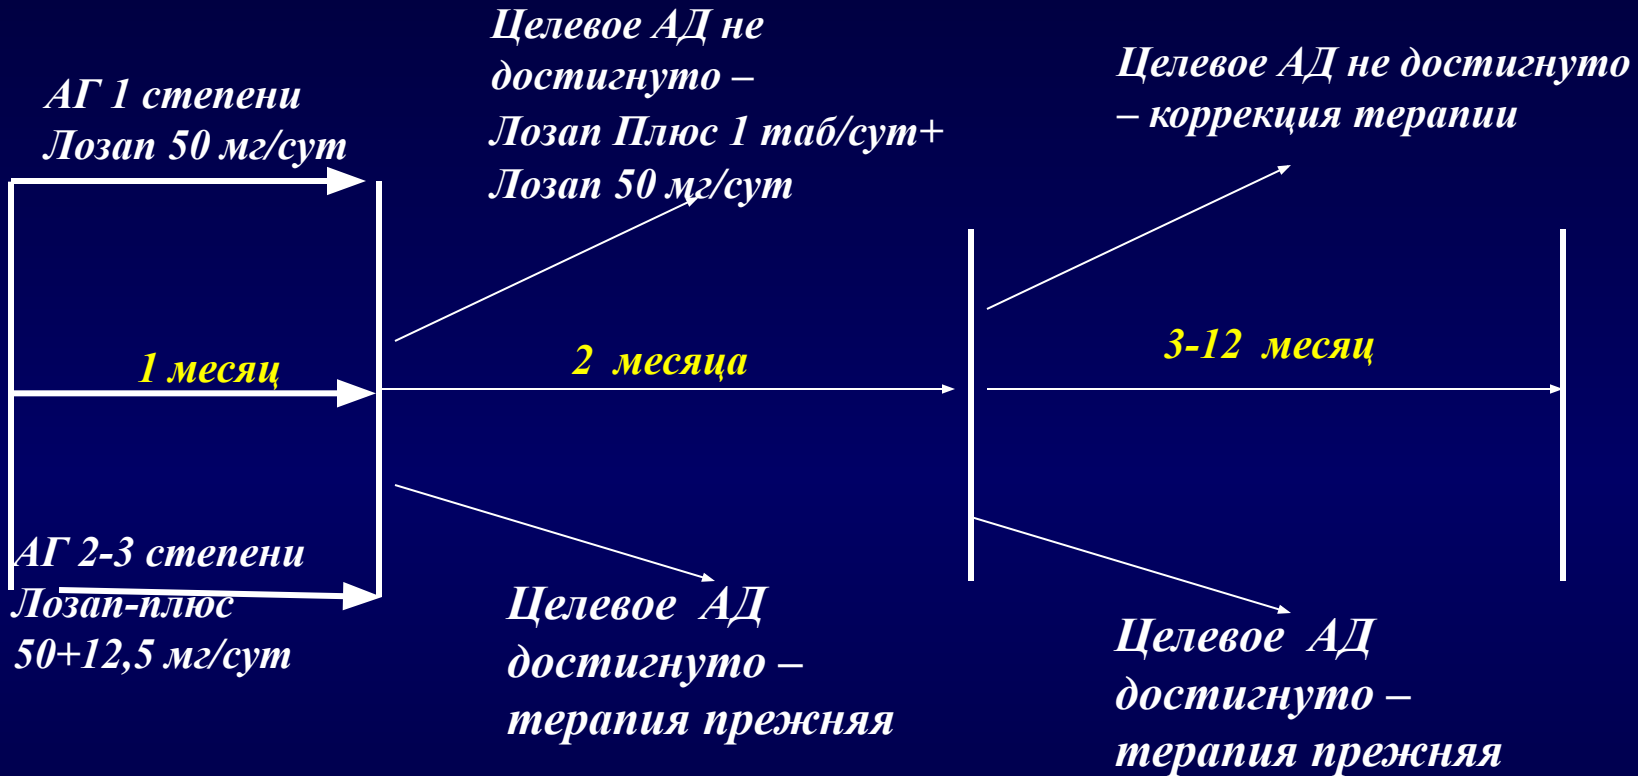 АГ 1 степени
Лозап 50 мг/сут
Целевое АД не
достигнуто –
Лозап Плюс 1 таб/сут+
Лозап 50 мг/сут
Целевое АД не достигнуто
– коррекция терапии
1 месяц
2 месяца
3-12 месяц
АГ 2-3 степени
Лозап-плюс
50+12,5 мг/сут
Целевое АД
достигнуто –
терапия прежняя
Целевое АД
достигнуто –
терапия прежняя